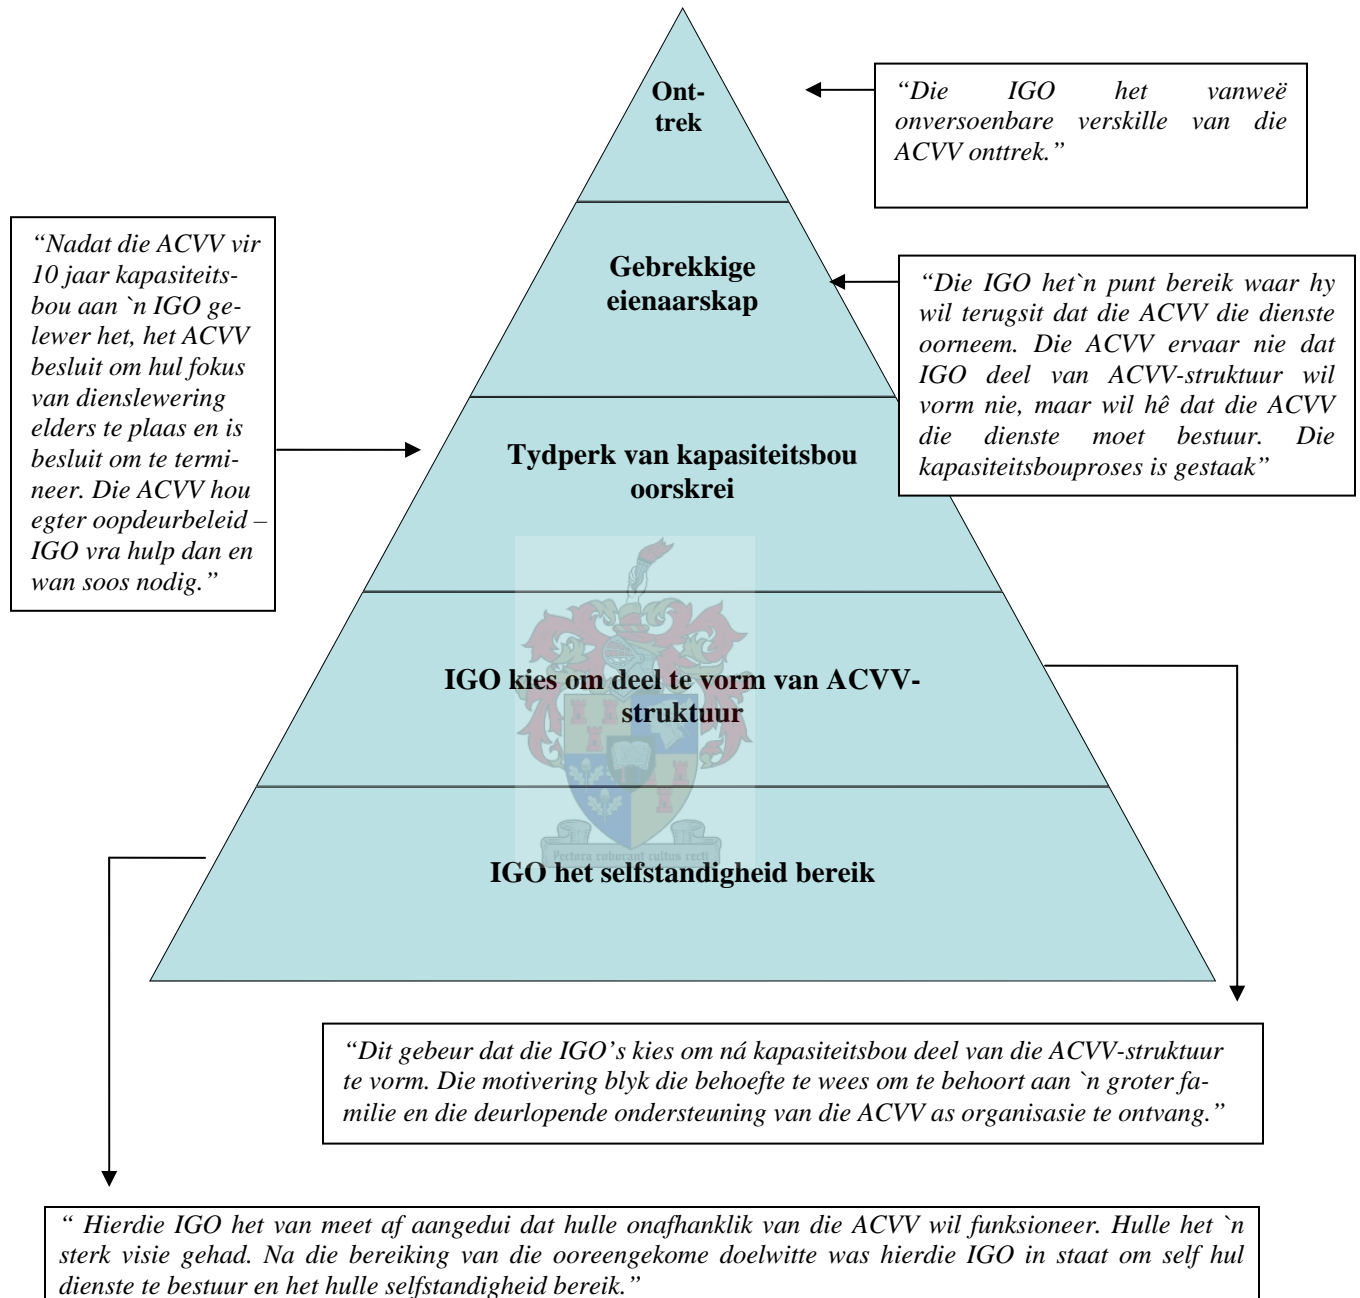 Ont-
trek
“Die IGO het vanweë
onversoenbare verskille van die
ACVV onttrek.”
Gebrekkige
eienaarskap
“Die IGO het`n punt bereik waar hy
wil terugsit dat die ACVV die dienste
oorneem. Die ACVV ervaar nie dat
IGO deel van ACVV-struktuur wil
vorm nie, maar wil hê dat die ACVV
die dienste moet bestuur. Die
kapasiteitsbouproses is gestaak”
“Nadat die ACVV vir
10 jaar kapasiteits-
bou aan `n IGO ge-
lewer het, het ACVV
besluit om hul fokus
van dienslewering
elders te plaas en is
besluit om te termi-
neer. Die ACVV hou
egter oopdeurbeleid –
IGO vra hulp dan en
wan soos nodig.”
Tydperk van kapasiteitsbou
oorskrei
IGO kies om deel te vorm van ACVV-
struktuur
Pectora roborant cultus recti
IGO het selfstandigheid bereik
“Dit gebeur dat die IGO’s kies om ná kapasiteitsbou deel van die ACVV-struktuur
te vorm. Die motivering blyk die behoefte te wees om te behoort aan `n groter fa-
milie en die deurlopende ondersteuning van die ACVV as organisasie te ontvang.”
“ Hierdie IGO het van meet af aangedui dat hulle onafhanklik van die ACVV wil funksioneer. Hulle het `n
sterk visie gehad. Na die bereiking van die ooreengekome doelwitte was hierdie IGO in staat om self hul
dienste te bestuur en het hulle selfstandigheid bereik.”